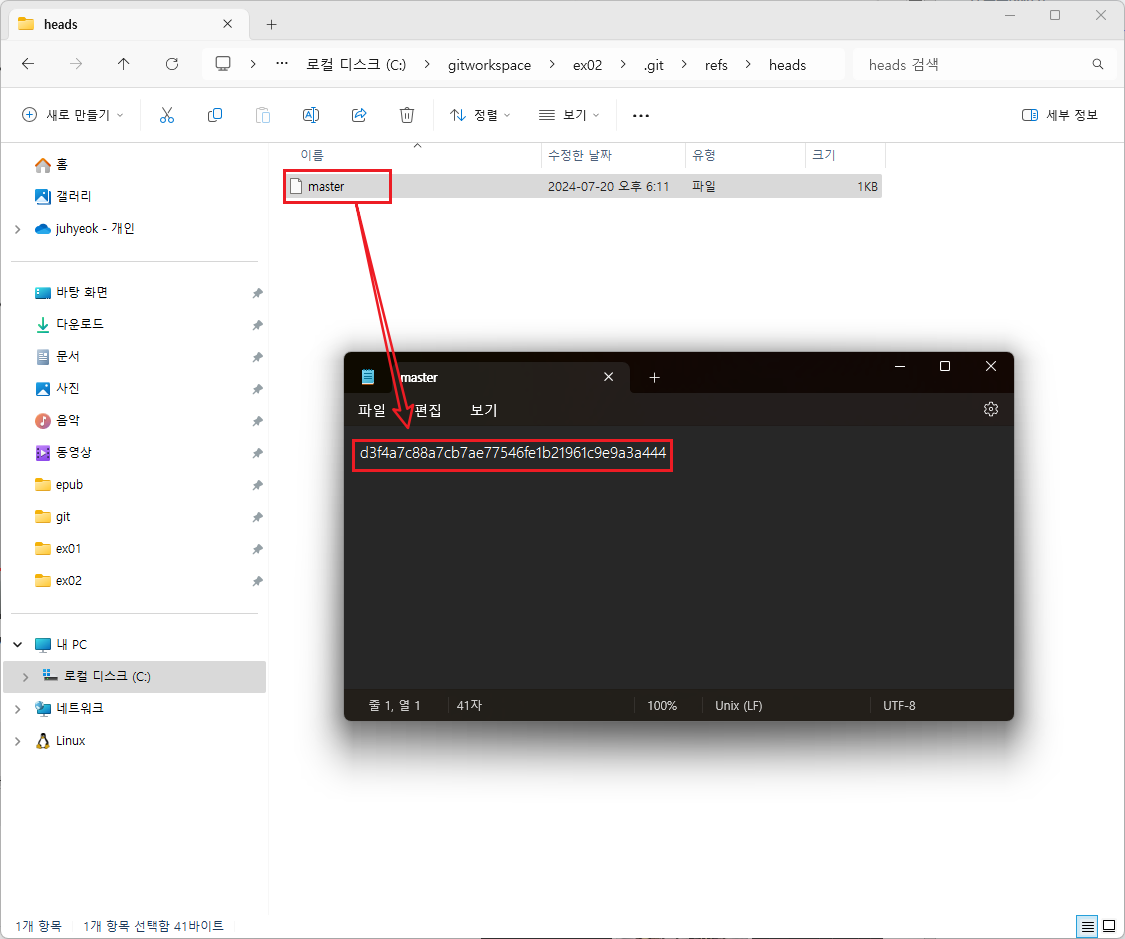 heads
로컬 디스크 (C:) gitworkspace ex02 .git refs heads heads 검색
새로 만들기 정렬 보기 세부 정보
이름 수정한 날짜 유형 크기
master 2024-07-20 오후 6:11 파일 1KB
홈
갤러리
juhyeok - 개인
바탕 화면
다운로드
문서
사진
음악
동영상
epub
git
ex01
ex02
내 PC
로컬 디스크 (C:)
네트워크
Linux
master
파일 편집 보기
d3f4a7c88a7cb7ae77546fe1b21961c9e9a3a444
줄 1, 열 1 41자 100% Unix (LF) UTF-8
1개 항목 1개 항목 선택함 41바이트